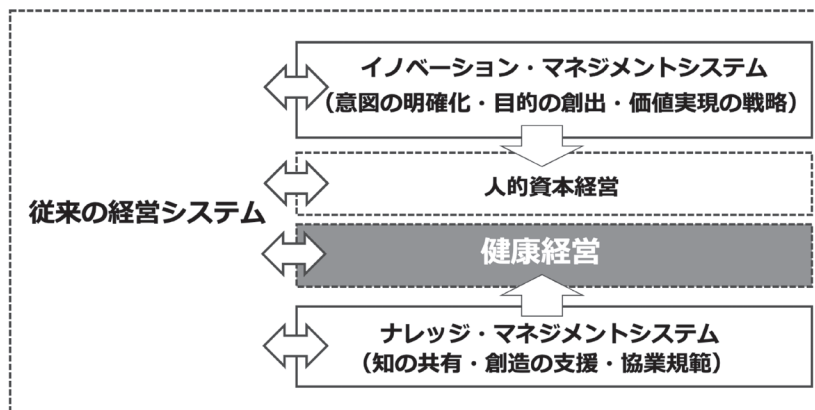 イノベーション・マネジメントシステム
（意図の明確化・目的の創出・価値実現の戦略）
人的資本経営
従来の経営システム
健康経営
ナレッジ・マネジメントシステム
（知の共有・創造の支援・協業規範）